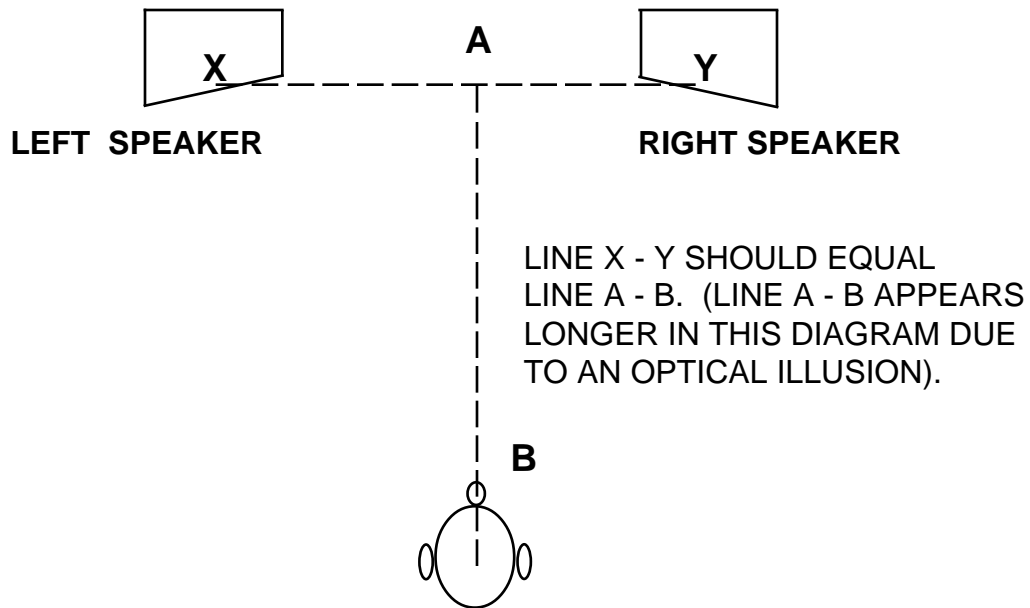 A
X
Y
LEFT SPEAKER
RIGHT SPEAKER
LINE X - Y SHOULD EQUAL
LINE A - B. (LINE A - B APPEARS
LONGER IN THIS DIAGRAM DUE
TO AN OPTICAL ILLUSION).
B